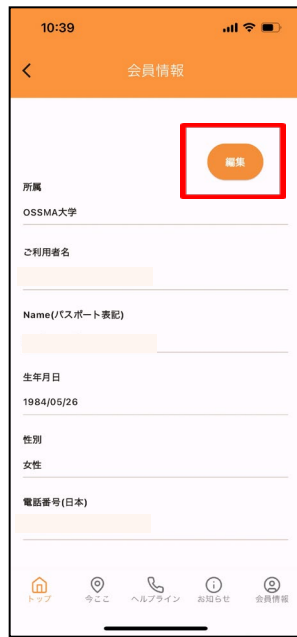 10:39
会員情報
編集
所属
OSSMA大学
ご利用者名
Name(パスポート表記)
生年月日
1984/05/26
性別
女性
電話番号(日本)
トップ 今ここ ヘルプライン お知らせ 会員情報